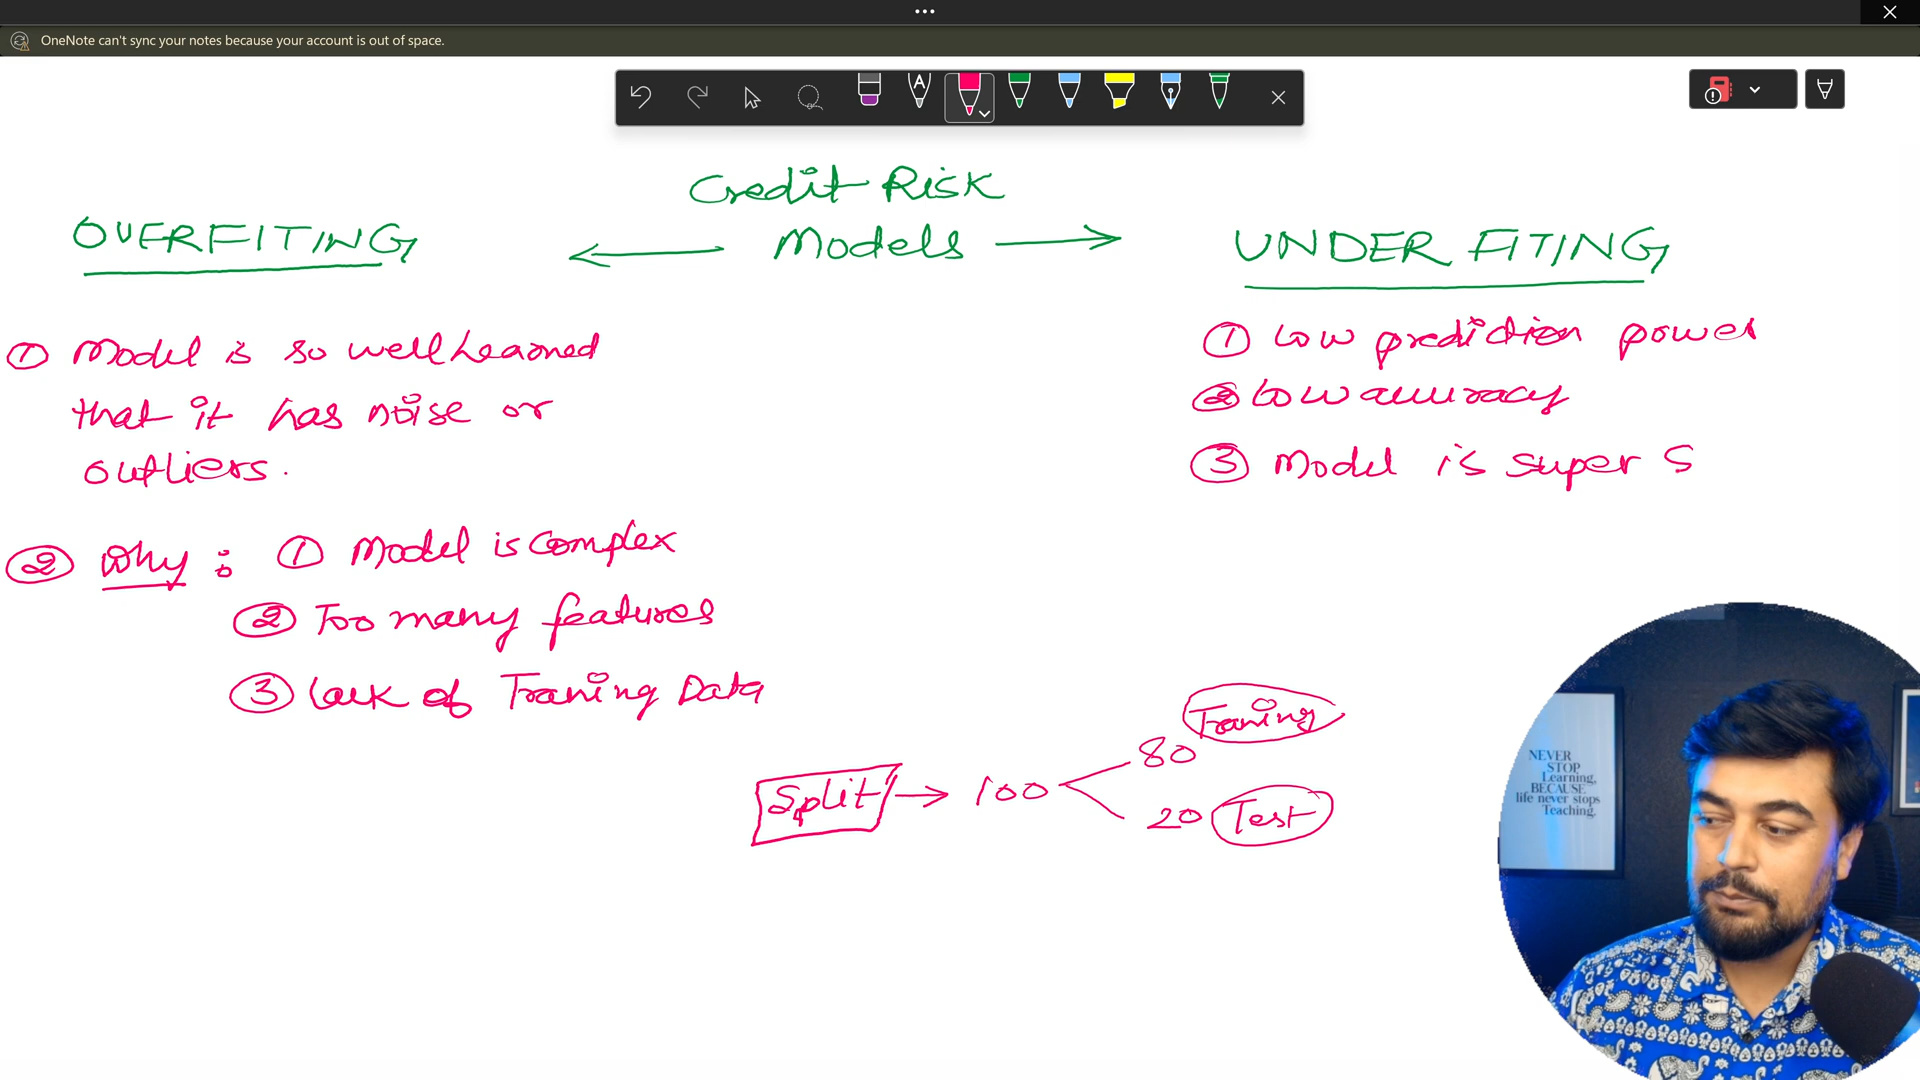 OneNote can't sync your notes because your account is out of space.
Credit Risk
Models
OVERFITING
① Model is so well Learned
that it has noise or
outliers.
② Why : ① Model is complex
② Too many features
③ Lack of Traning Data
UNDER FITING
① Low prediction power
② Low accuracy
③ Model is super S
Split → 100
80 Traning
20 Test
NEVER
STOP
Learning,
BECAUSE
life never stops
Teaching.